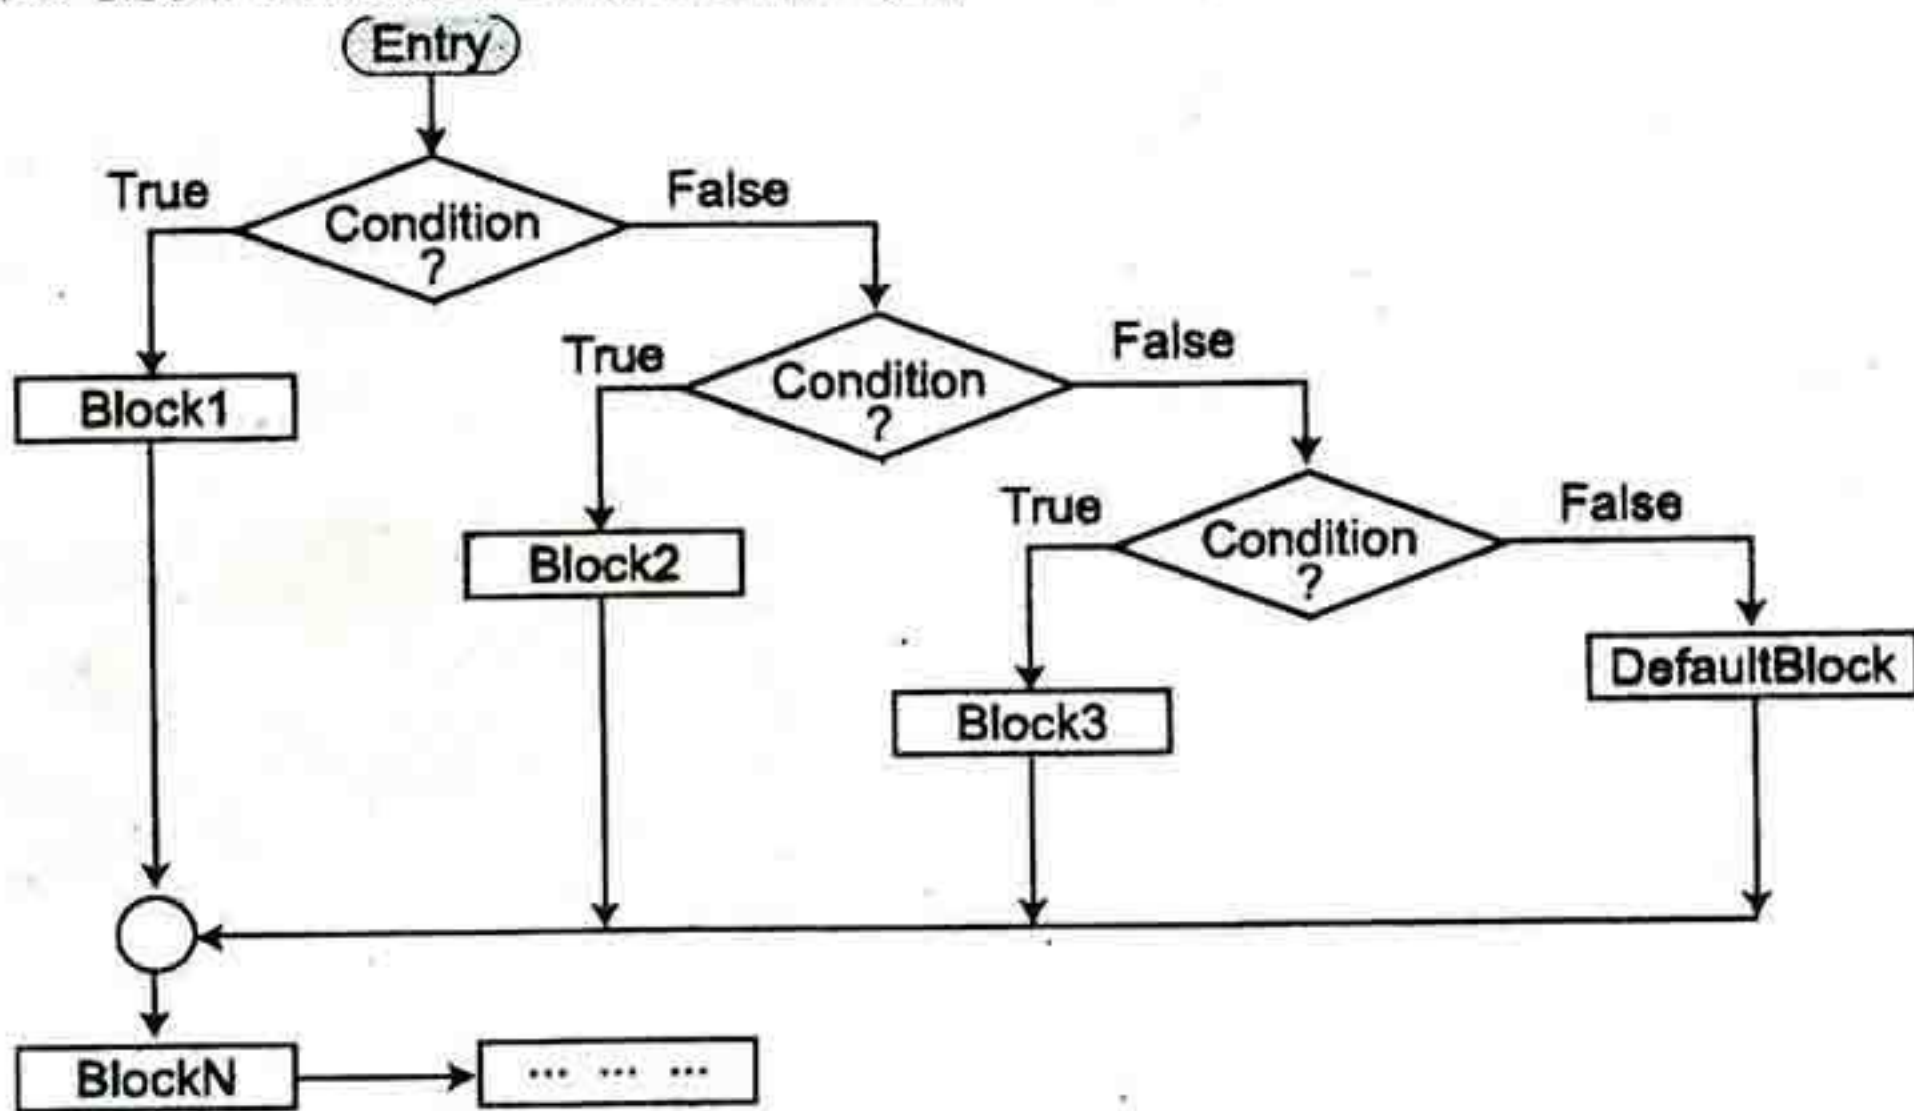 Entry
True
False
Condition
?
True
False
Block1
Condition
?
True
False
Block2
Condition
?
DefaultBlock
Block3
BlockN
... ... ...